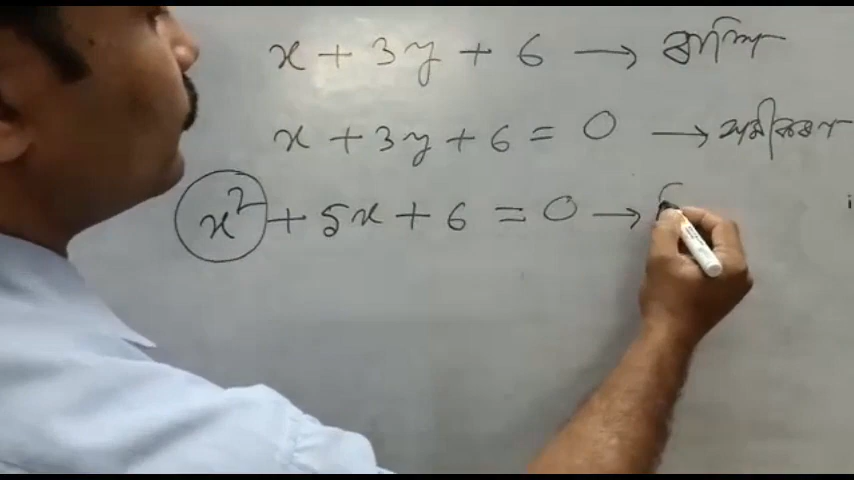 x + 3y + 6 → রাশি
x + 3y + 6 = 0 → সমীকরণ
x² + 5x + 6 = 0 →